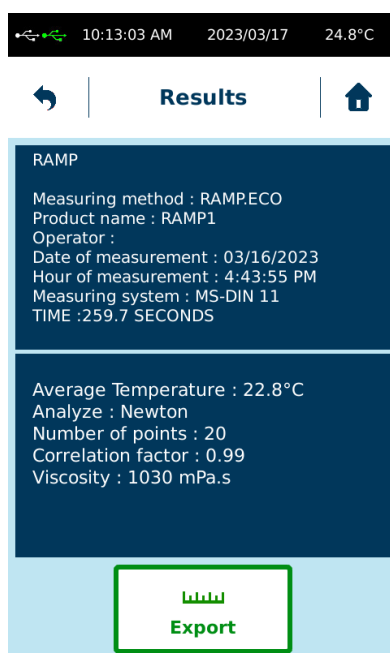 10:13:03 AM 2023/03/17 24.8°C
Results
RAMP
Measuring method : RAMP.ECO
Product name : RAMP1
Operator :
Date of measurement : 03/16/2023
Hour of measurement : 4:43:55 PM
Measuring system : MS-DIN 11
TIME :259.7 SECONDS
Average Temperature : 22.8°C
Analyze : Newton
Number of points : 20
Correlation factor : 0.99
Viscosity : 1030 mPa.s
Export